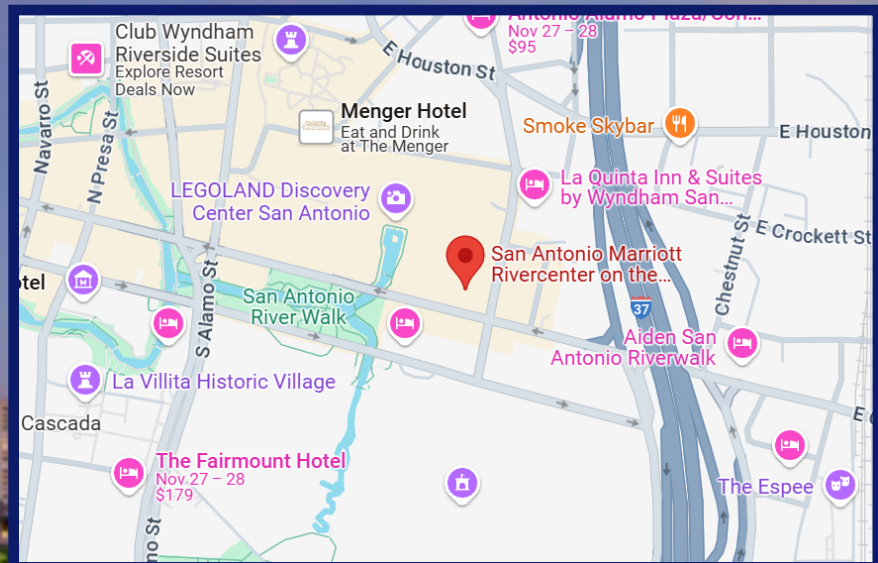 Antonio Alamo Plaza/Con...
Nov 27 – 28
$95
Club Wyndham
Riverside Suites
Explore Resort
Deals Now
E Houston St
Navarro St
N Presa St
Menger Hotel
Eat and Drink
at The Menger
Smoke Skybar
E Houston
LEGOLAND Discovery
Center San Antonio
La Quinta Inn & Suites
by Wyndham San...
E Crockett St
Chestnut St
San Antonio Marriott
Rivercenter on the...
otel
S Alamo St
San Antonio
River Walk
37
Aiden San
Antonio Riverwalk
La Villita Historic Village
Cascada
E C
The Fairmount Hotel
Nov 27 – 28
$179
The Espee
mo St